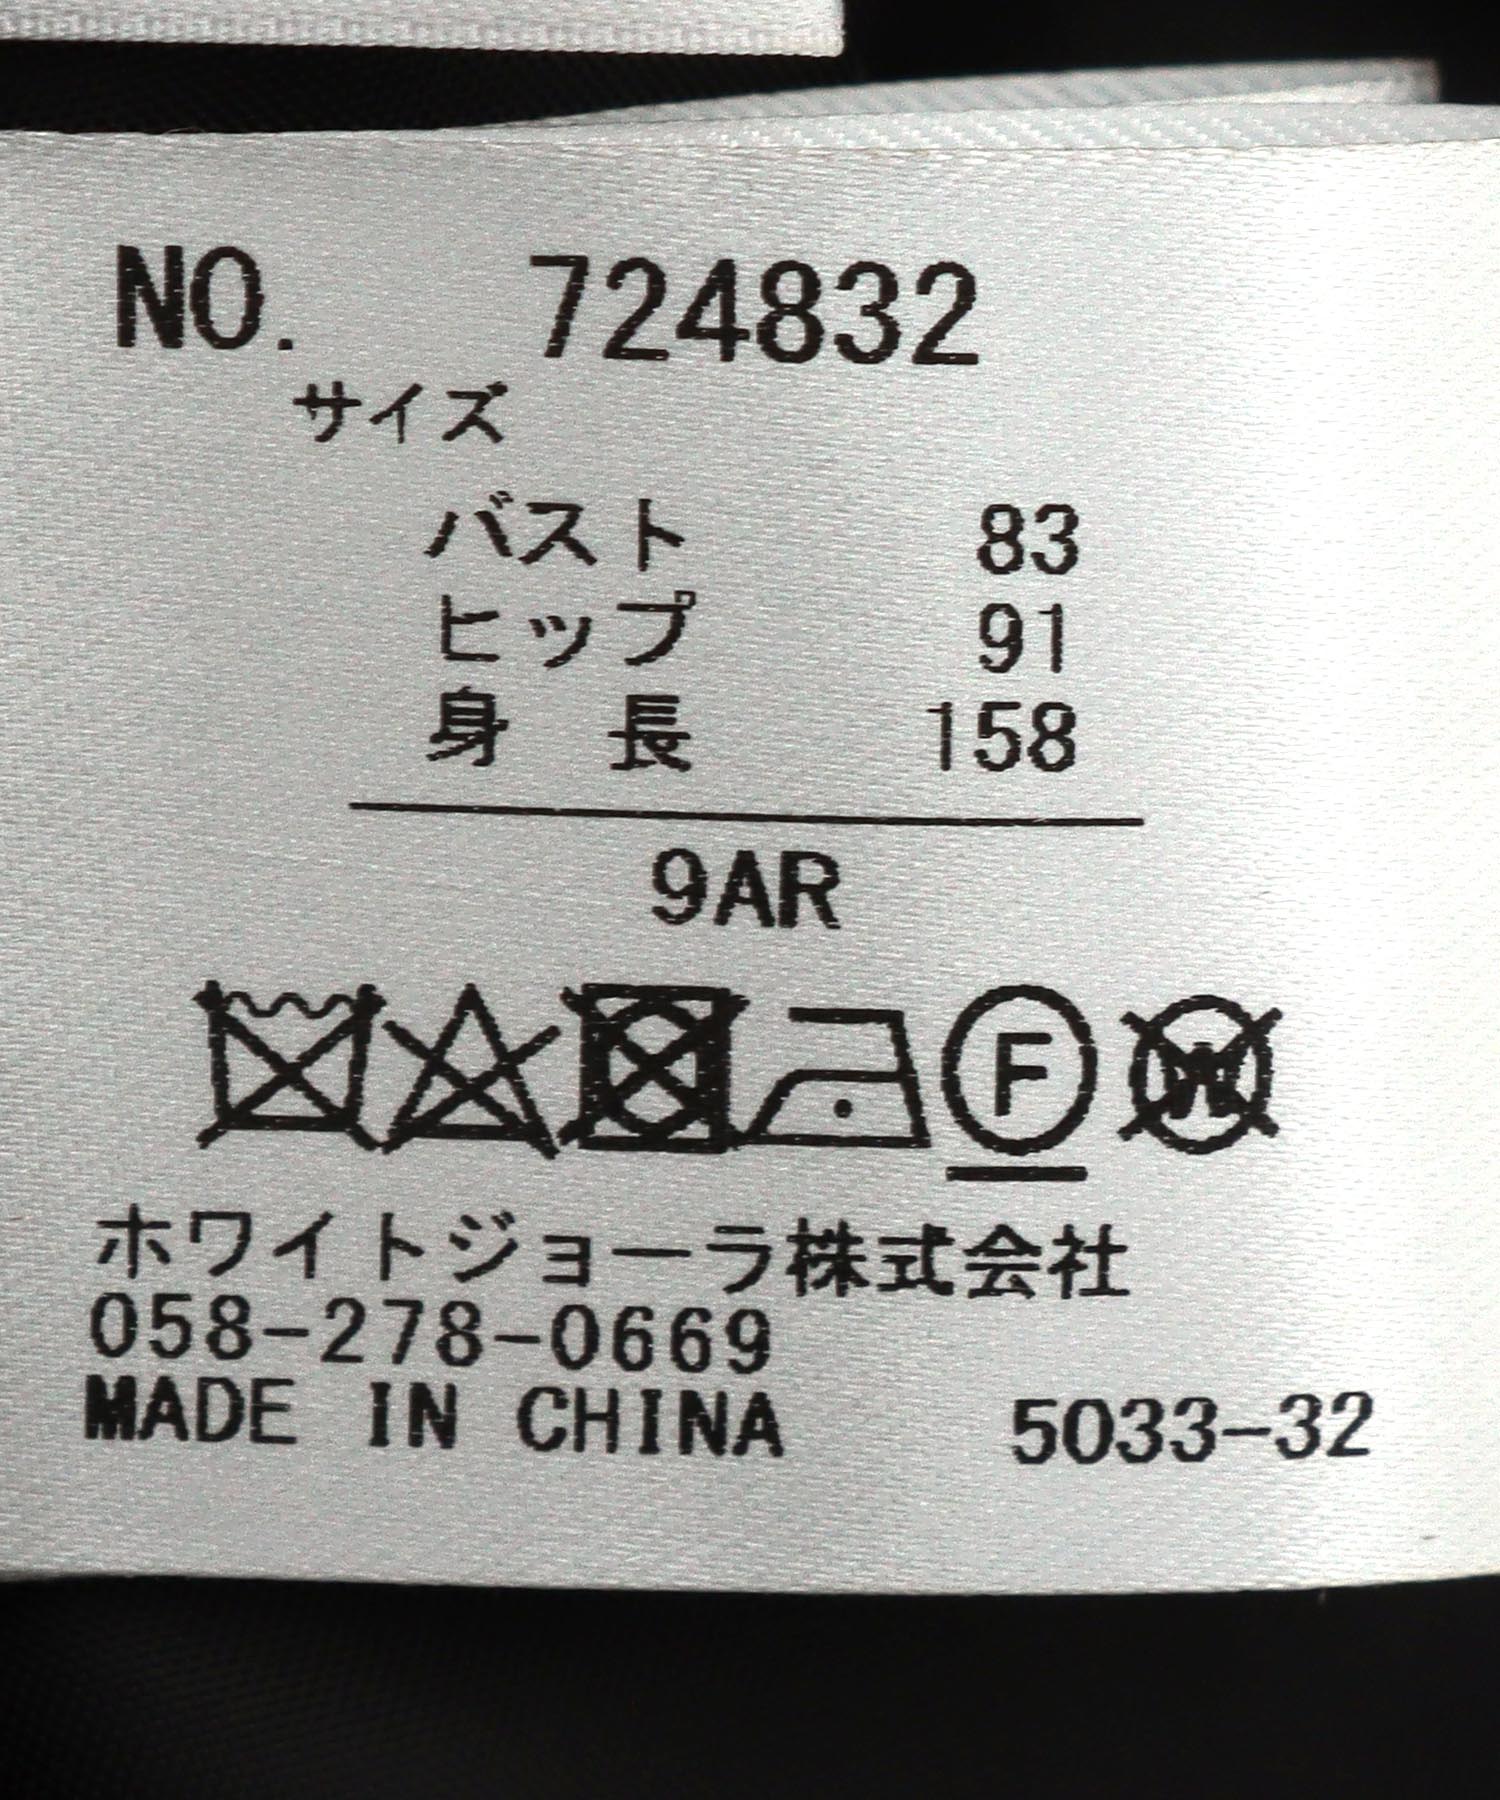 NO. 724832
サイズ
バスト 83
ヒップ 91
身 長 158
9AR
F W
ホワイトジョーラ株式会社
058-278-0669
MADE IN CHINA 5033-32